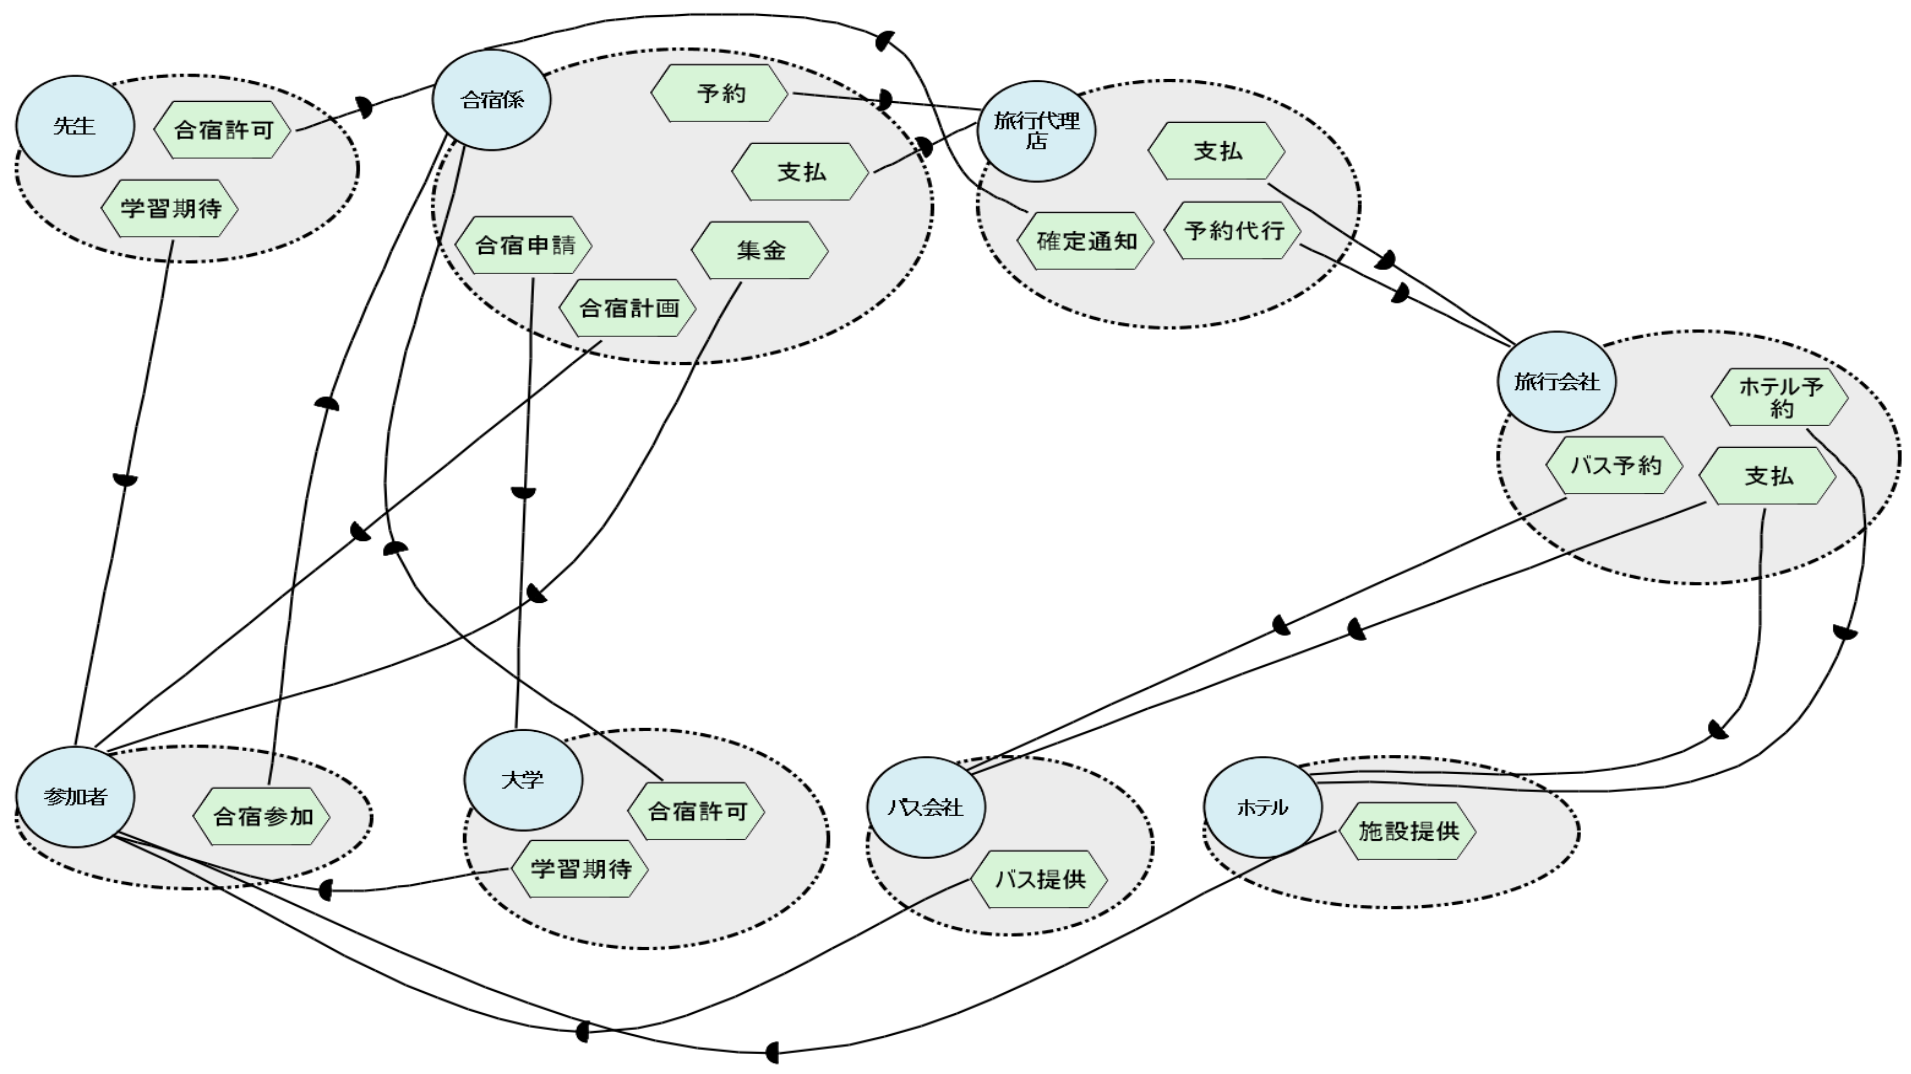 先生
合宿許可
学習期待
合宿係
予約
支払
合宿申請
集金
合宿計画
旅行代理
店
支払
確定通知
予約代行
旅行会社
ホテル予
約
バス予約
支払
参加者
合宿参加
大学
合宿許可
学習期待
バス会社
バス提供
ホテル
施設提供